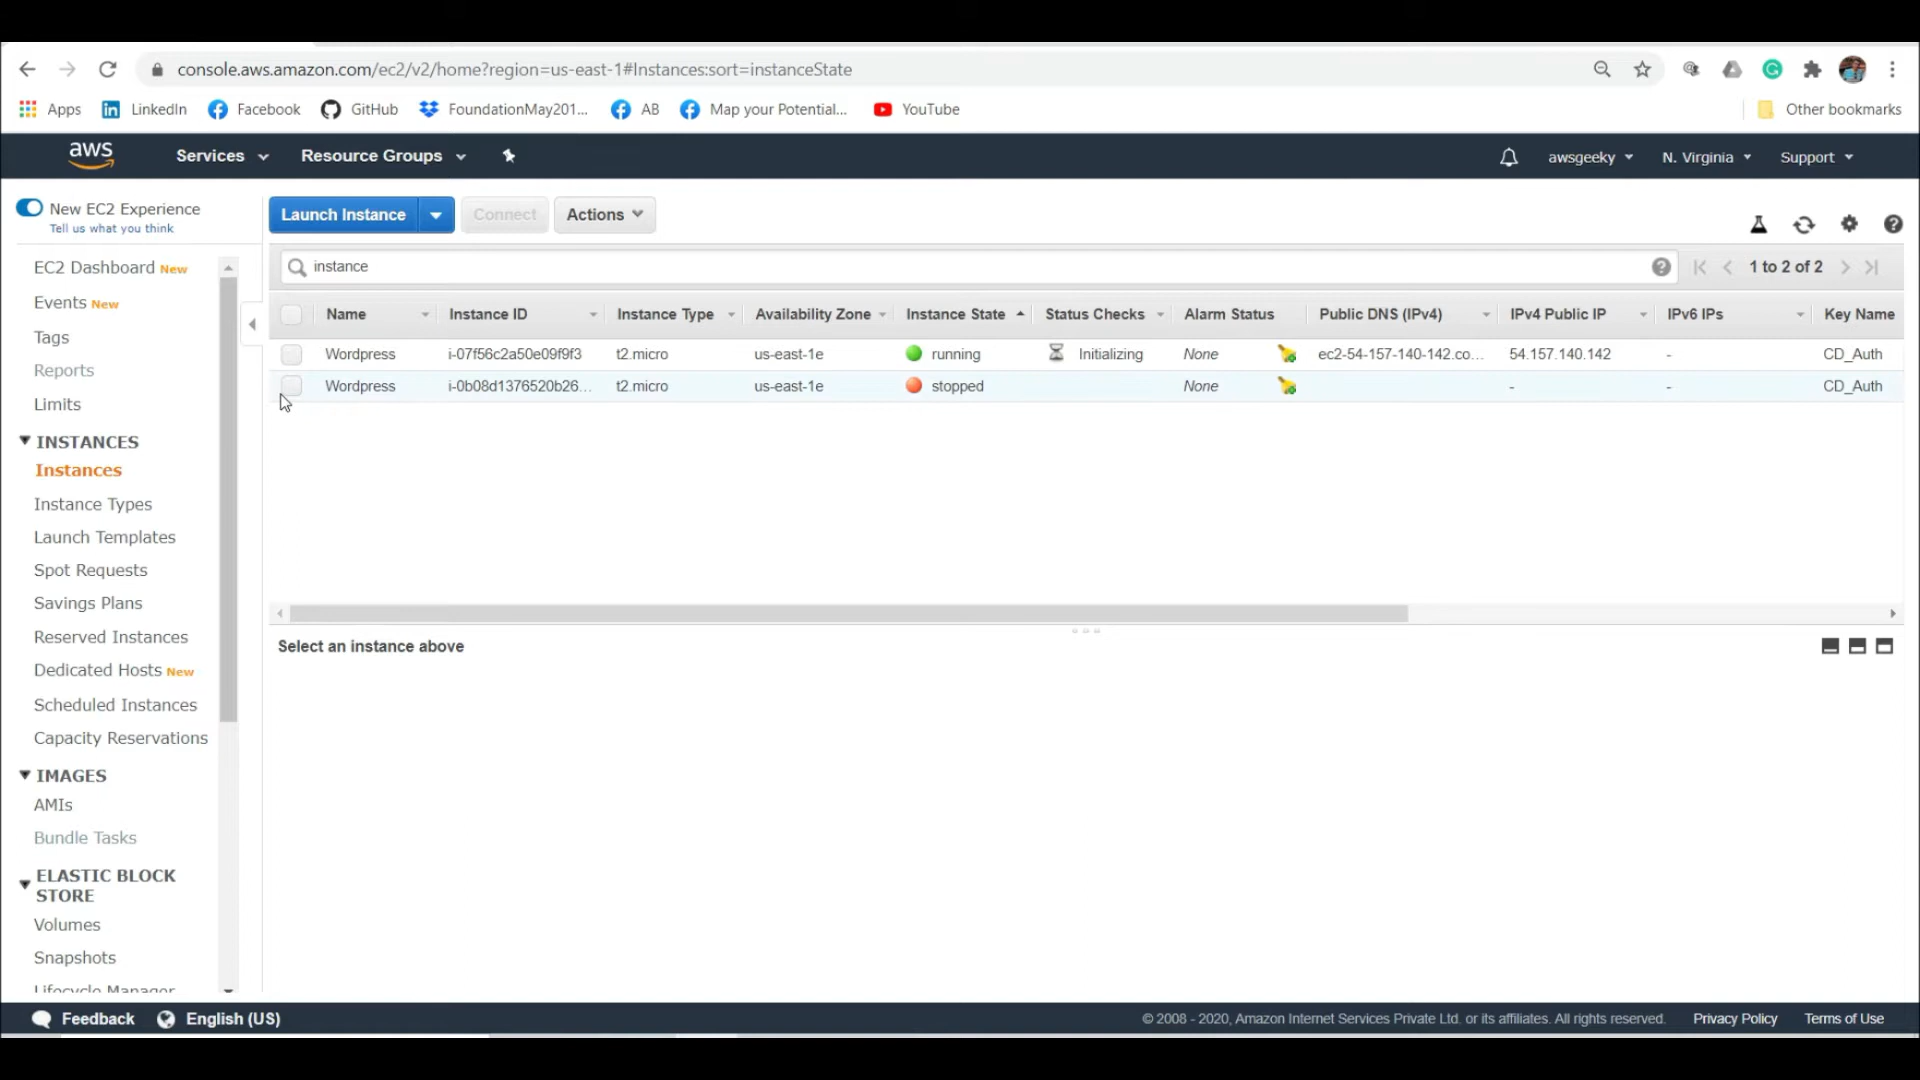 console.aws.amazon.com/ec2/v2/home?region=us-east-1#Instances:sort=instanceState
Apps LinkedIn Facebook GitHub FoundationMay201... AB Map your Potential... YouTube Other bookmarks
aws Services Resource Groups awsgeeky N. Virginia Support
New EC2 Experience
Tell us what you think
Launch Instance Connect Actions
EC2 Dashboard New
Events New
Tags
Reports
Limits
INSTANCES
Instances
Instance Types
Launch Templates
Spot Requests
Savings Plans
Reserved Instances
Dedicated Hosts New
Scheduled Instances
Capacity Reservations
IMAGES
AMIs
Bundle Tasks
ELASTIC BLOCK
STORE
Volumes
Snapshots
Lifecycle Manager
instance 1 to 2 of 2
Name Instance ID Instance Type Availability Zone Instance State Status Checks Alarm Status Public DNS (IPv4) IPv4 Public IP IPv6 IPs Key Name
Wordpress i-07f56c2a50e09f9f3 t2.micro us-east-1e running Initializing None ec2-54-157-140-142.co... 54.157.140.142 - CD_Auth
Wordpress i-0b08d1376520b26... t2.micro us-east-1e stopped None - - CD_Auth
Select an instance above
Feedback English (US) © 2008 - 2020, Amazon Internet Services Private Ltd. or its affiliates. All rights reserved. Privacy Policy Terms of Use